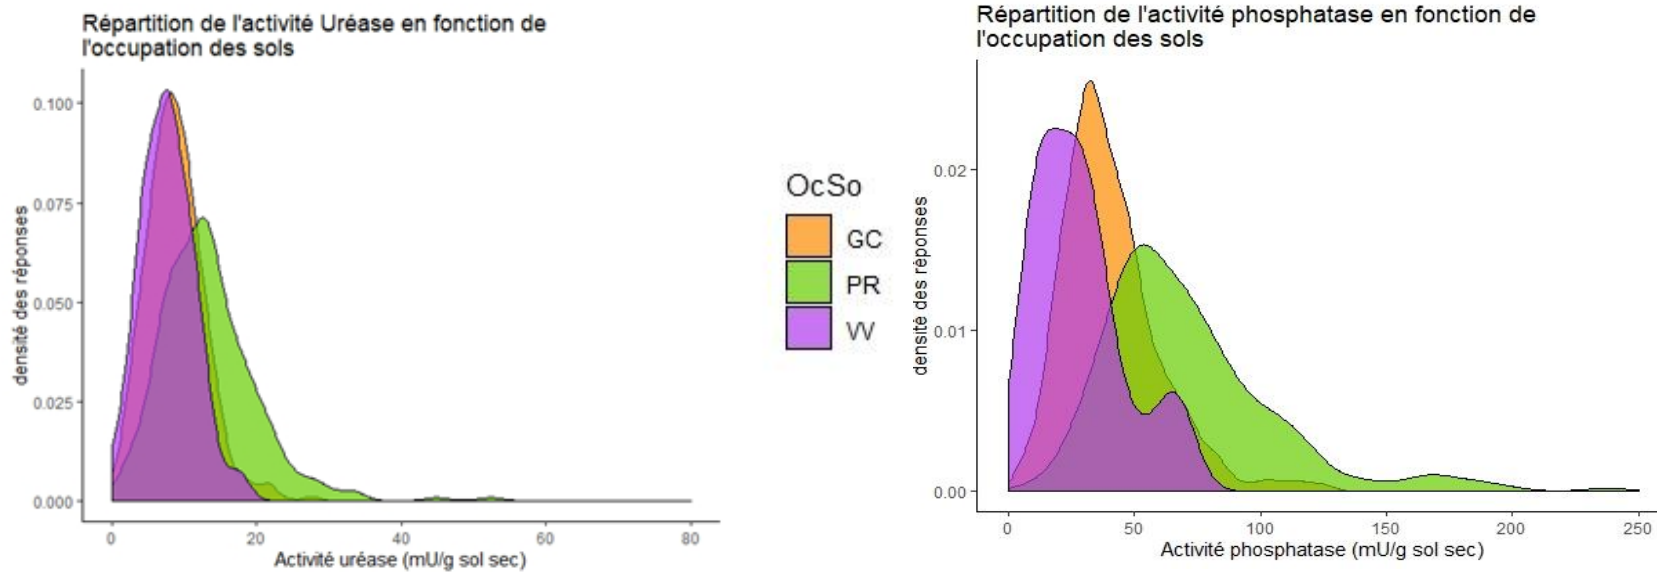 Répartition de l'activité Uréase en fonction de
l'occupation des sols
densité des réponses
0.100
0.075
0.050
0.025
0.000
0
20
40
60
80
Activité uréase (mU/g sol sec)
OcSo
GC
PR
VV
Répartition de l'activité phosphatase en fonction de
l'occupation des sols
densité des réponses
0.02
0.01
0.00
0
50
100
150
200
250
Activité phosphatase (mU/g sol sec)